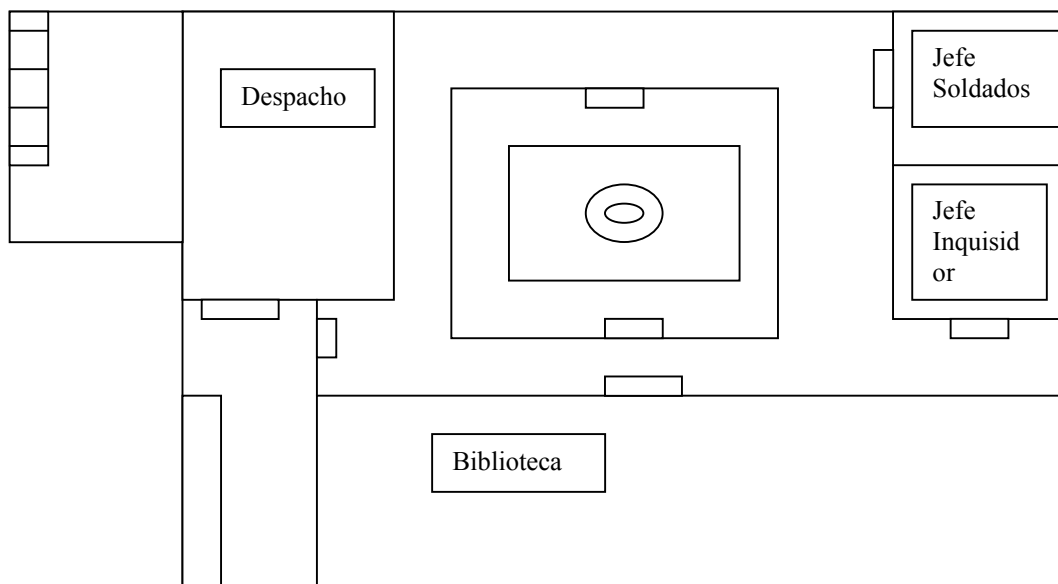 Despacho
Jefe
Soldados
Jefe
Inquisid
or
Biblioteca